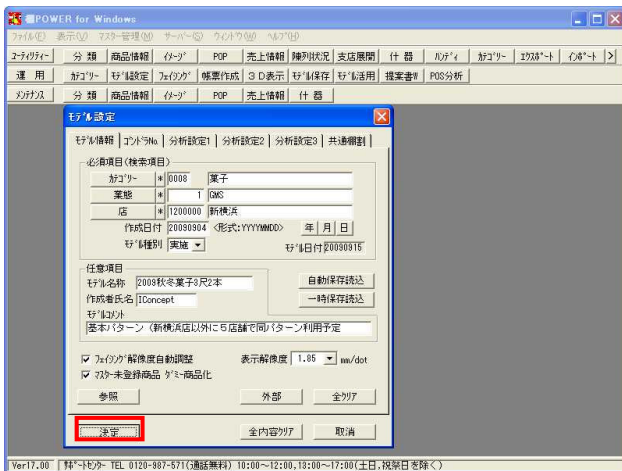 棚POWER for Windows
ファイル(F) 表示(V) マスター管理(M) サーバー(S) ウィンドウ(W) ヘルプ(H)
ユーティリティー 分類 商品情報 イメージ POP 売上情報 陳列状況 支店展開 什器 ハンディ カテゴリー エクスポート インポート
運用 カテゴリー モデル設定 フェイシング 帳票作成 3D表示 モデル保存 モデル活用 提案書W POS分析
メンテナンス 分類 商品情報 イメージ POP 売上情報 什器
モデル設定
モデル情報 コントラNo. 分析設定1 分析設定2 分析設定3 共通棚割
必須項目(検索項目)
カテゴリー * 0008 菓子
業態 * 1 GMS
店 * 1200000 新横浜
作成日付 20090904 <形式:YYYYMMDD> 年 月 日
モデル種別 実施 モデル日付 20090915
任意項目
モデル名称 2009秋冬菓子3尺2本 自動保存読込
作成者氏名 IConcept 一時保存読込
モデルコメント
基本パターン（新横浜店以外に5店舗で同パターン利用予定
フェイシング解像度自動調整 表示解像度 1.85 mm/dot
マスター未登録商品 ダミー商品化
参照 外部 全クリア
決定 全内容クリア 取消
Ver17.00 サポートセンター TEL 0120-987-571(通話無料) 10:00～12:00,13:00～17:00(土日,祝祭日を除く)